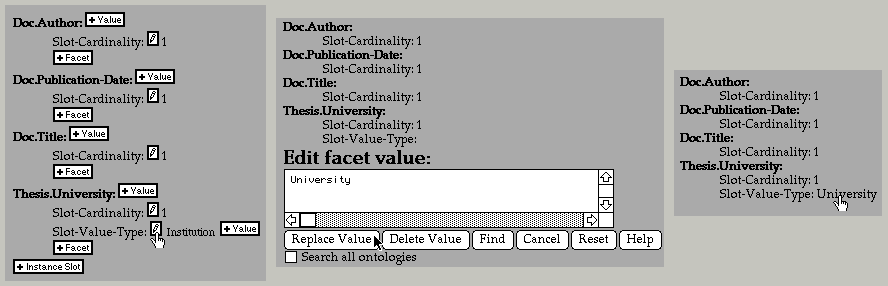 Doc.Author: + Value
Slot-Cardinality: 1
+ Facet
Doc.Publication-Date: + Value
Slot-Cardinality: 1
+ Facet
Doc.Title: + Value
Slot-Cardinality: 1
+ Facet
Thesis.University: + Value
Slot-Cardinality: 1
Slot-Value-Type: Institution + Value
+ Facet
+ Instance Slot
Doc.Author:
Slot-Cardinality: 1
Doc.Publication-Date:
Slot-Cardinality: 1
Doc.Title:
Slot-Cardinality: 1
Thesis.University:
Slot-Cardinality: 1
Slot-Value-Type:
Edit facet value:
University
Replace Value Delete Value Find Cancel Reset Help
Search all ontologies
Doc.Author:
Slot-Cardinality: 1
Doc.Publication-Date:
Slot-Cardinality: 1
Doc.Title:
Slot-Cardinality: 1
Thesis.University:
Slot-Cardinality: 1
Slot-Value-Type: University